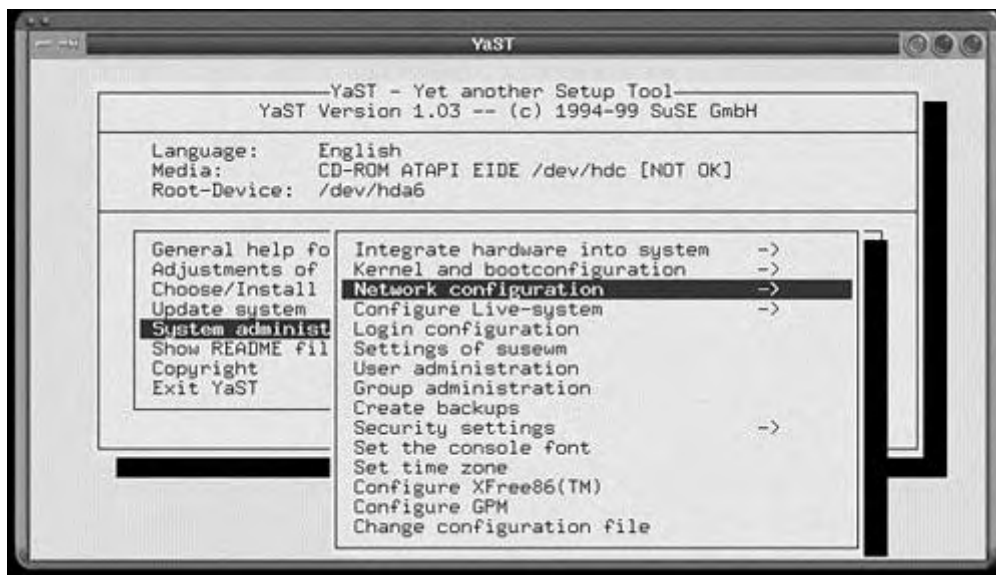 YaST
YaST - Yet another Setup Tool
YaST Version 1.03 -- (c) 1994-99 SuSE GmbH
Language: English
Media: CD-ROM ATAPI EIDE /dev/hdc [NOT OK]
Root-Device: /dev/hda6
General help fo
Adjustments of
Choose/Install
Update system
System administ
Show README fil
Copyright
Exit YaST
Integrate hardware into system ->
Kernel and bootconfiguration ->
Network configuration ->
Configure Live-system ->
Login configuration
Settings of susewm
User administration
Group administration
Create backups
Security settings ->
Set the console font
Set time zone
Configure XFree86(TM)
Configure GPM
Change configuration file